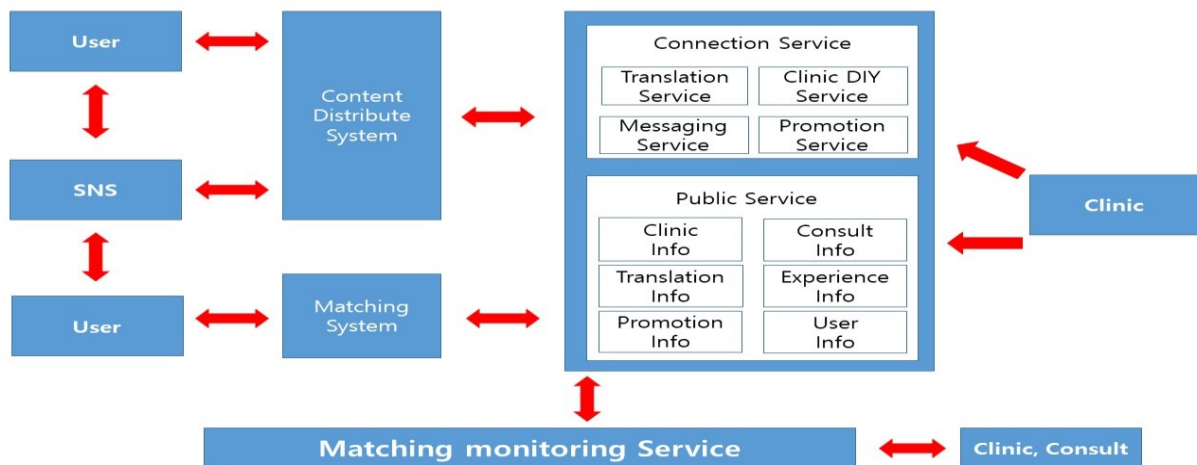 User
SNS
User
Content
Distribute
System
Matching
System
Connection Service
Translation
Service
Clinic DIY
Service
Messaging
Service
Promotion
Service
Public Service
Clinic
Info
Consult
Info
Translation
Info
Experience
Info
Promotion
Info
User
Info
Clinic
Matching monitoring Service
Clinic, Consult